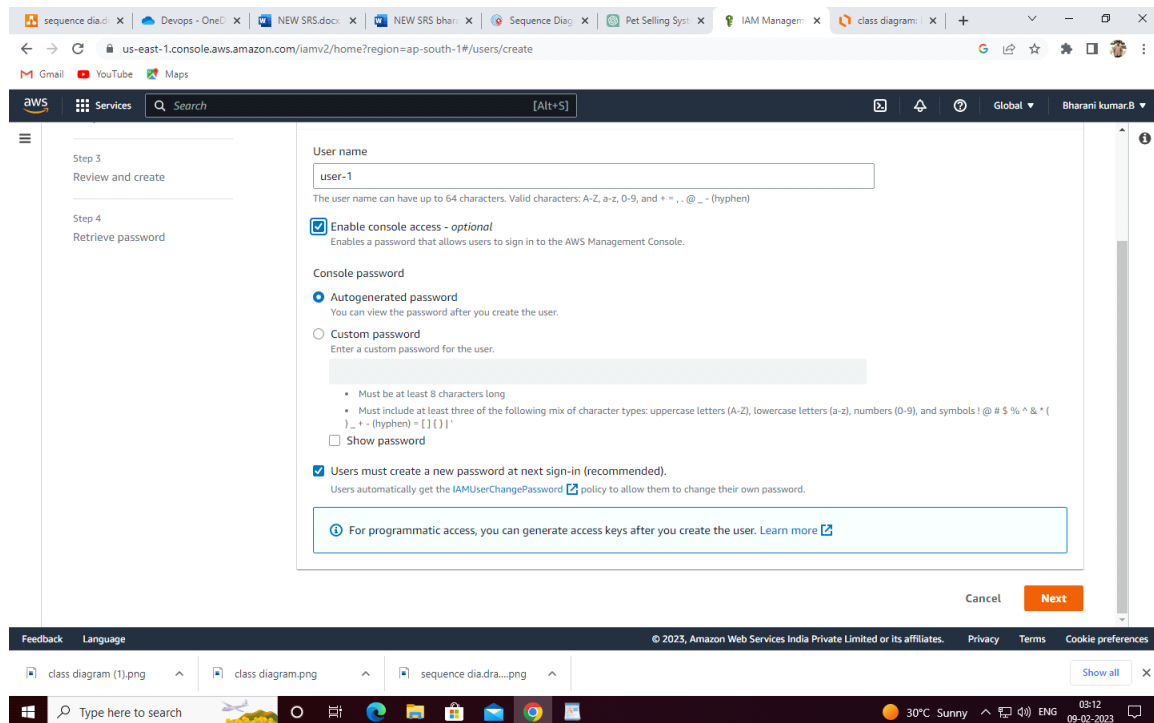 sequence dia.d
Devops - OneD
NEW SRS.docx
NEW SRS bhara
Sequence Diag
Pet Selling Syst
IAM Managem
class diagram:
us-east-1.console.aws.amazon.com/iamv2/home?region=ap-south-1#/users/create
Gmail
YouTube
Maps
aws
Services
Search
[Alt+S]
Global
Bharani kumar.B
Step 3
Review and create
Step 4
Retrieve password
User name
user-1
The user name can have up to 64 characters. Valid characters: A-Z, a-z, 0-9, and + = , . @ _ - (hyphen)
Enable console access - optional
Enables a password that allows users to sign in to the AWS Management Console.
Console password
Autogenerated password
You can view the password after you create the user.
Custom password
Enter a custom password for the user.
• Must be at least 8 characters long
• Must include at least three of the following mix of character types: uppercase letters (A-Z), lowercase letters (a-z), numbers (0-9), and symbols ! @ # $ % ^ & * (
) _ + - (hyphen) = [ ] { } | '
Show password
Users must create a new password at next sign-in (recommended).
Users automatically get the IAMUserChangePassword policy to allow them to change their own password.
For programmatic access, you can generate access keys after you create the user. Learn more
Cancel
Next
Feedback
Language
© 2023, Amazon Web Services India Private Limited or its affiliates.
Privacy
Terms
Cookie preferences
class diagram (1).png
class diagram.png
sequence dia.dra....png
Show all
Type here to search
30°C Sunny
ENG
03:12
09-02-2023